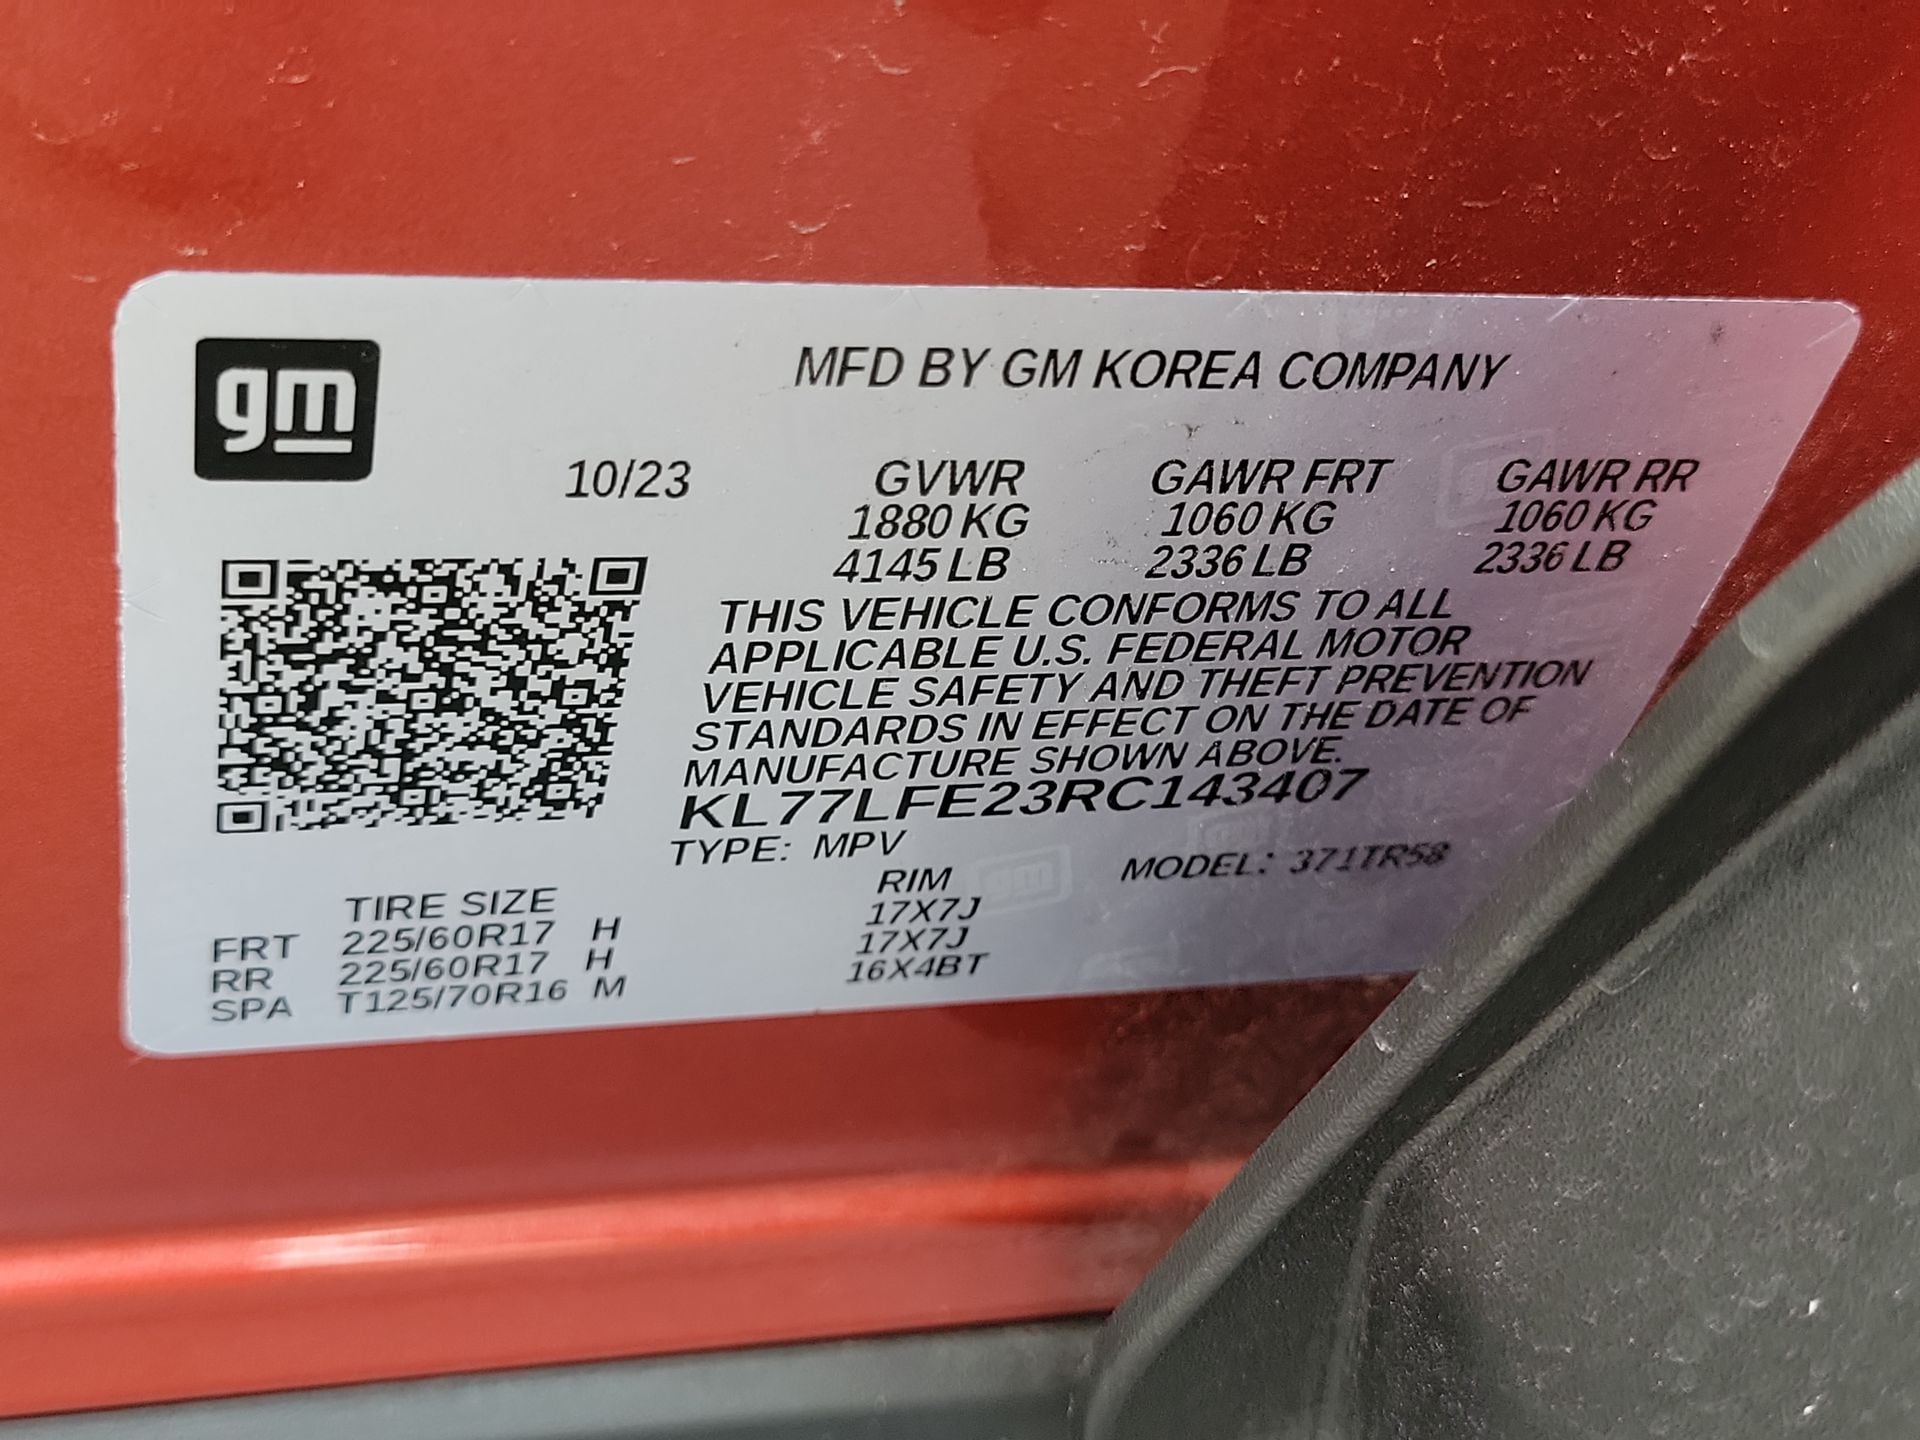 gm
MFD BY GM KOREA COMPANY
10/23 GVWR GAWR FRT GAWR RR
1880 KG 1060 KG 1060 KG
4145 LB 2336 LB 2336 LB
THIS VEHICLE CONFORMS TO ALL
APPLICABLE U.S. FEDERAL MOTOR
VEHICLE SAFETY AND THEFT PREVENTION
STANDARDS IN EFFECT ON THE DATE OF
MANUFACTURE SHOWN ABOVE.
KL77LFE23RC143407
TYPE: MPV MODEL: 371TR58
TIRE SIZE RIM
FRT 225/60R17 H 17X7J
RR 225/60R17 H 17X7J
SPA T125/70R16 M 16X4BT